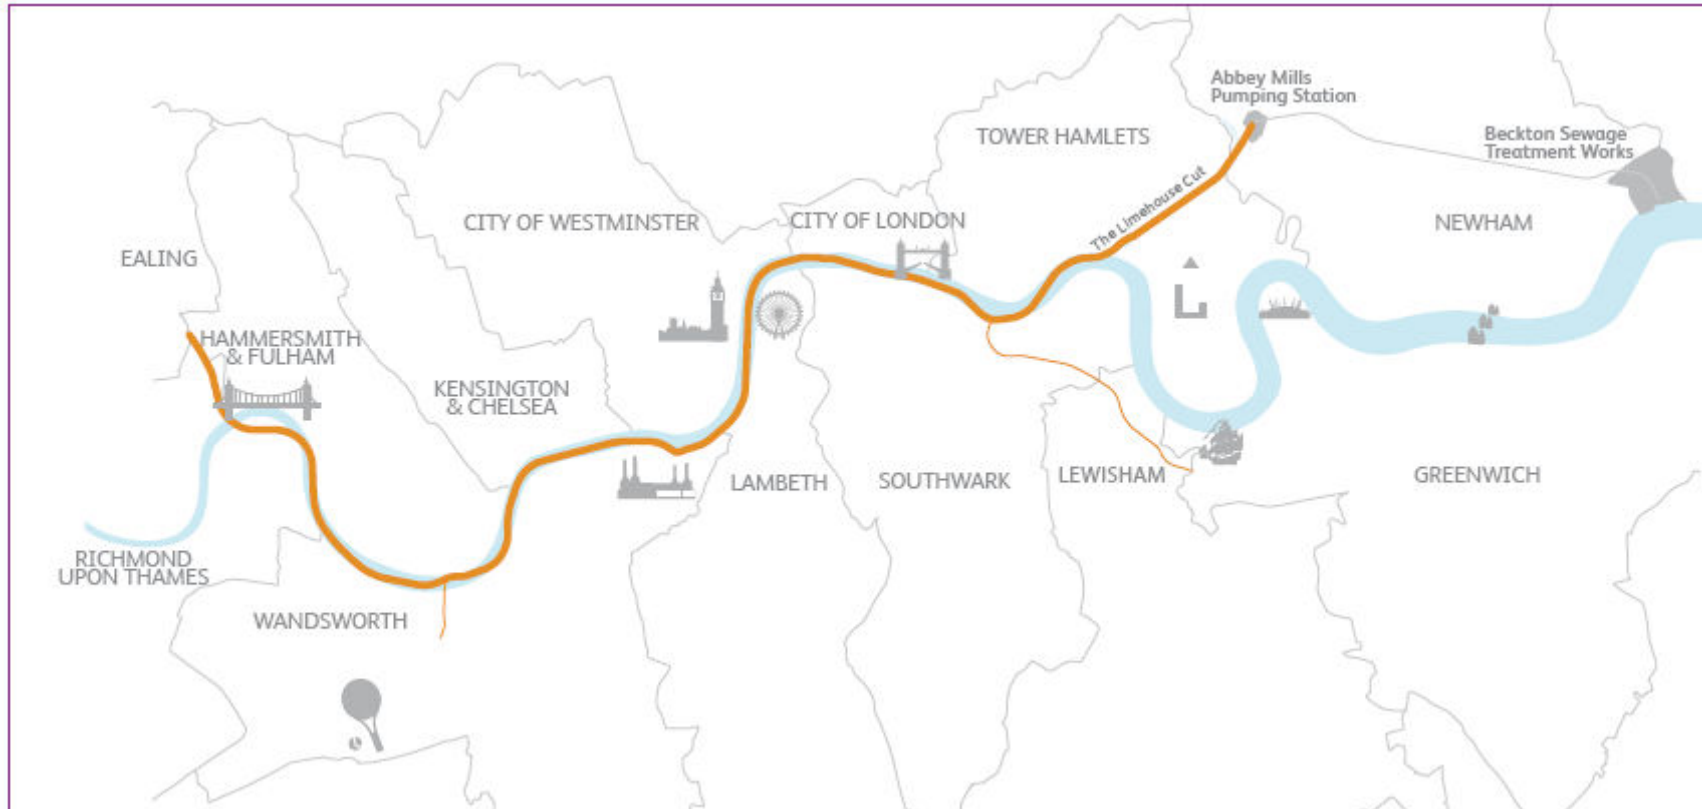 Abbey Mills
Pumping Station
TOWER HAMLETS
Beckton Sewage
Treatment Works
The Limehouse Cut
CITY OF WESTMINSTER
CITY OF LONDON
NEWHAM
EALING
HAMMERSMITH
& FULHAM
KENSINGTON
& CHELSEA
LAMBETH
SOUTHWARK
LEWISHAM
GREENWICH
RICHMOND
UPON THAMES
WANDSWORTH